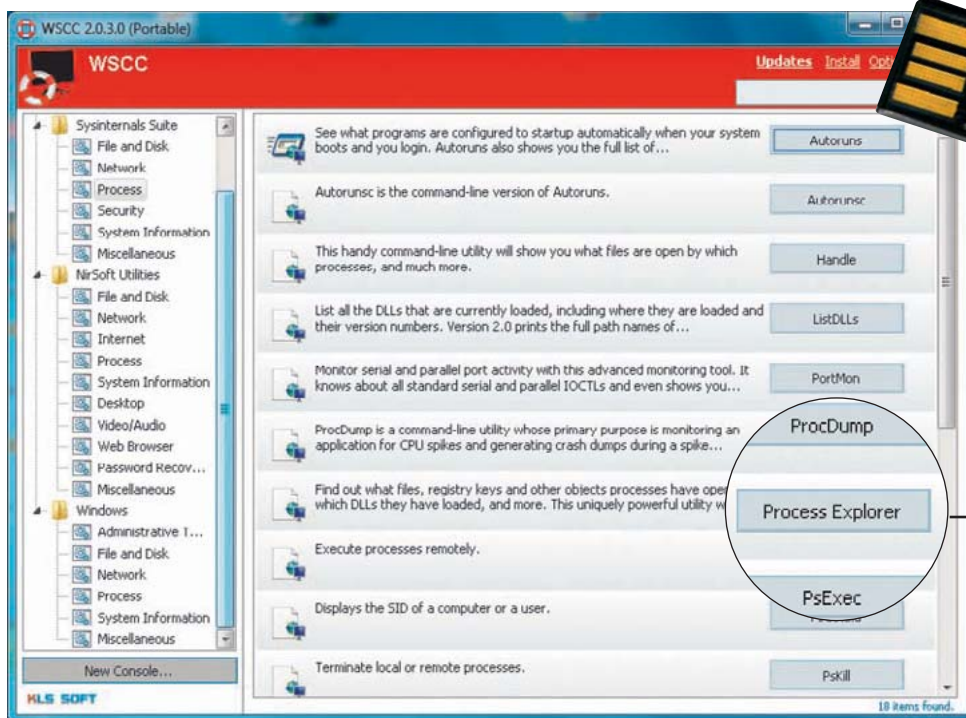 WSCC 2.0.3.0 (Portable)
WSCC
Updates Install
Sysinternals Suite
File and Disk
Network
Process
Security
System Information
Miscellaneous
NirSoft Utilities
File and Disk
Network
Internet
Process
System Information
Desktop
Video/Audio
Web Browser
Password Recov...
Miscellaneous
Windows
Administrative T...
File and Disk
Network
Process
System Information
Miscellaneous
New Console...
KLS SOFT
See what programs are configured to startup automatically when your system
boots and you login. Autoruns also shows you the full list of...
Autoruns
Autorunsc is the command-line version of Autoruns.
Autorunsc
This handy command-line utility will show you what files are open by which
processes, and much more.
Handle
List all the DLLs that are currently loaded, including where they are loaded and
their version numbers. Version 2.0 prints the full path names of...
ListDLLs
Monitor serial and parallel port activity with this advanced monitoring tool. It
knows about all standard serial and parallel IOCTLs and even shows you...
PortMon
ProcDump is a command-line utility whose primary purpose is monitoring an
application for CPU spikes and generating crash dumps during a spike...
ProcDump
Find out what files, registry keys and other objects processes have
which DLLs they have loaded, and more. This uniquely powerful utility
Process Explorer
Execute processes remotely.
PsExec
Displays the SID of a computer or a user.
Terminate local or remote processes.
PsKill
18 items found.